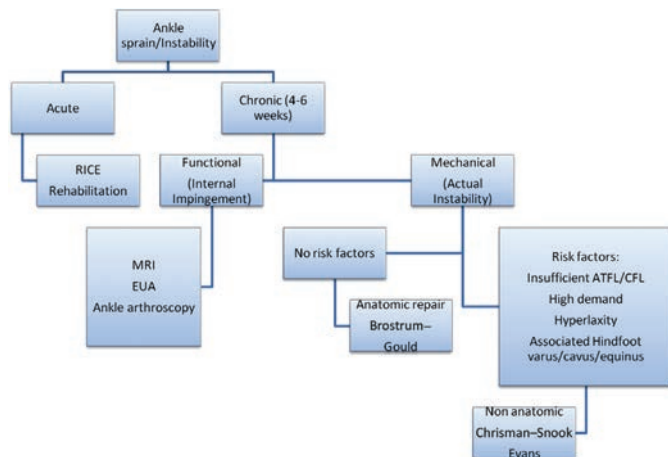 Ankle
sprain/Instability
Acute
Chronic (4-6
weeks)
RICE
Rehabilitation
Functional
(Internal
Impingement)
Mechanical
(Actual
Instability)
MRI
EUA
Ankle arthroscopy
No risk factors
Anatomic repair
Brostrum–
Gould
Risk factors:
Insufficient ATFL/CFL
High demand
Hyperlaxity
Associated Hindfoot
varus/cavus/equinus
Non anatomic
Chrisman–Snook
Evans